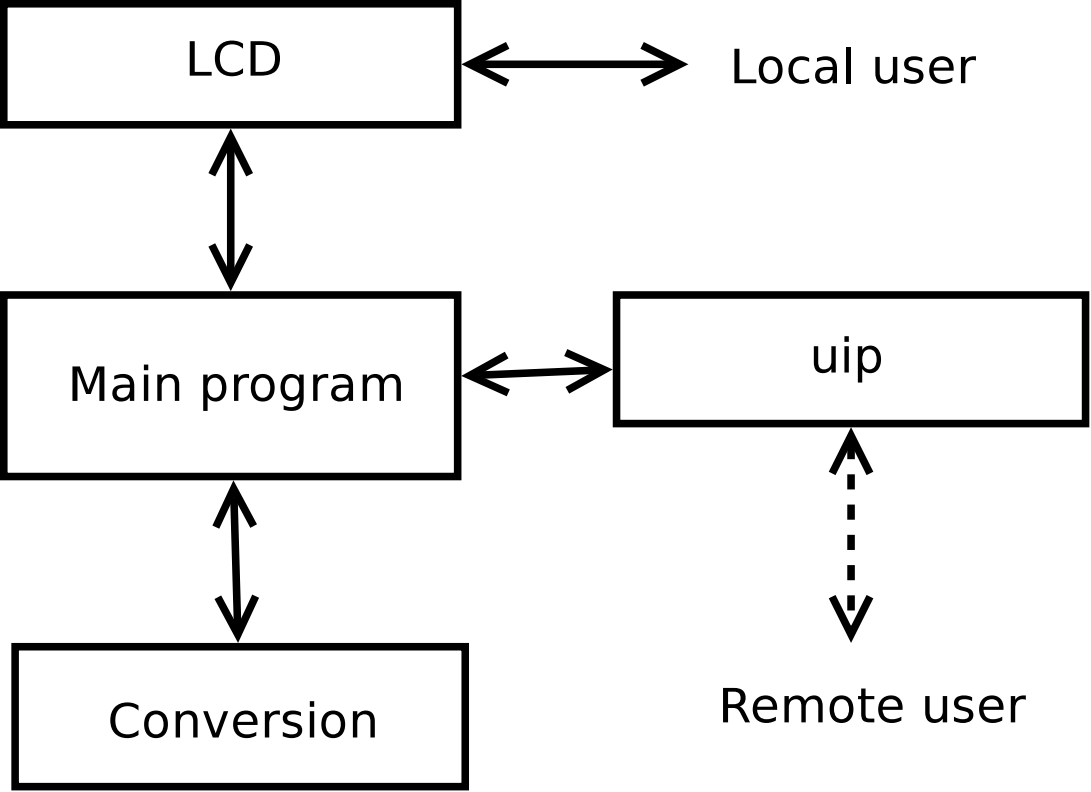 LCD
Local user
Main program
uip
Conversion
Remote user